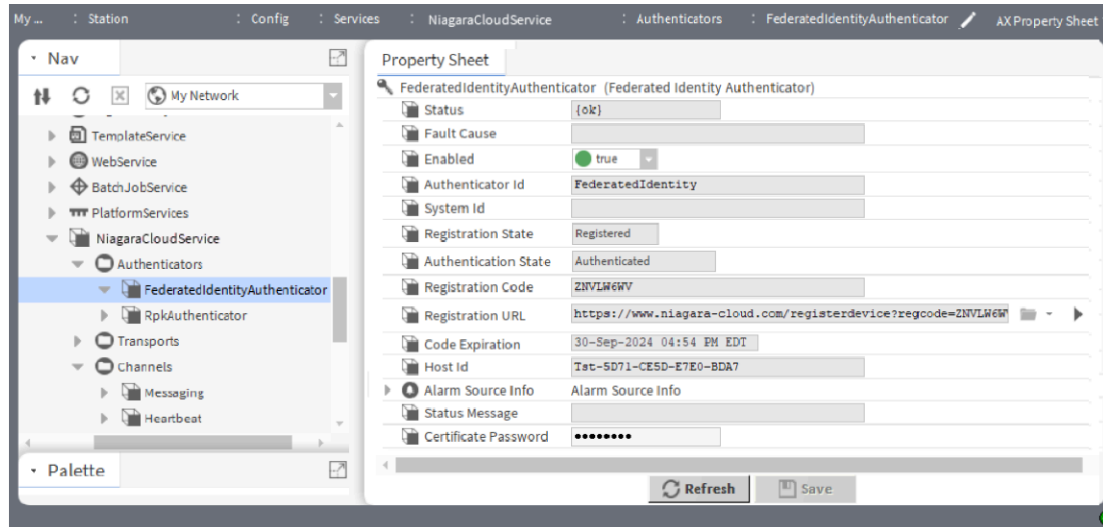 My ... : Station : Config : Services : NiagaraCloudService : Authenticators : FederatedIdentityAuthenticator AX Property Sheet
Nav
My Network
TemplateService
WebService
BatchJobService
PlatformServices
NiagaraCloudService
Authenticators
FederatedIdentityAuthenticator
RpkAuthenticator
Transports
Channels
Messaging
Heartbeat
Palette
Property Sheet
FederatedIdentityAuthenticator (Federated Identity Authenticator)
Status {ok}
Fault Cause
Enabled true
Authenticator Id FederatedIdentity
System Id
Registration State Registered
Authentication State Authenticated
Registration Code ZNVLW6WV
Registration URL https://www.niagara-cloud.com/registerdevice?regcode=ZNVLW6W
Code Expiration 30-Sep-2024 04:54 PM EDT
Host Id Tst-5D71-CE5D-E7E0-BDA7
Alarm Source Info Alarm Source Info
Status Message
Certificate Password ●●●●●●●●
Refresh Save